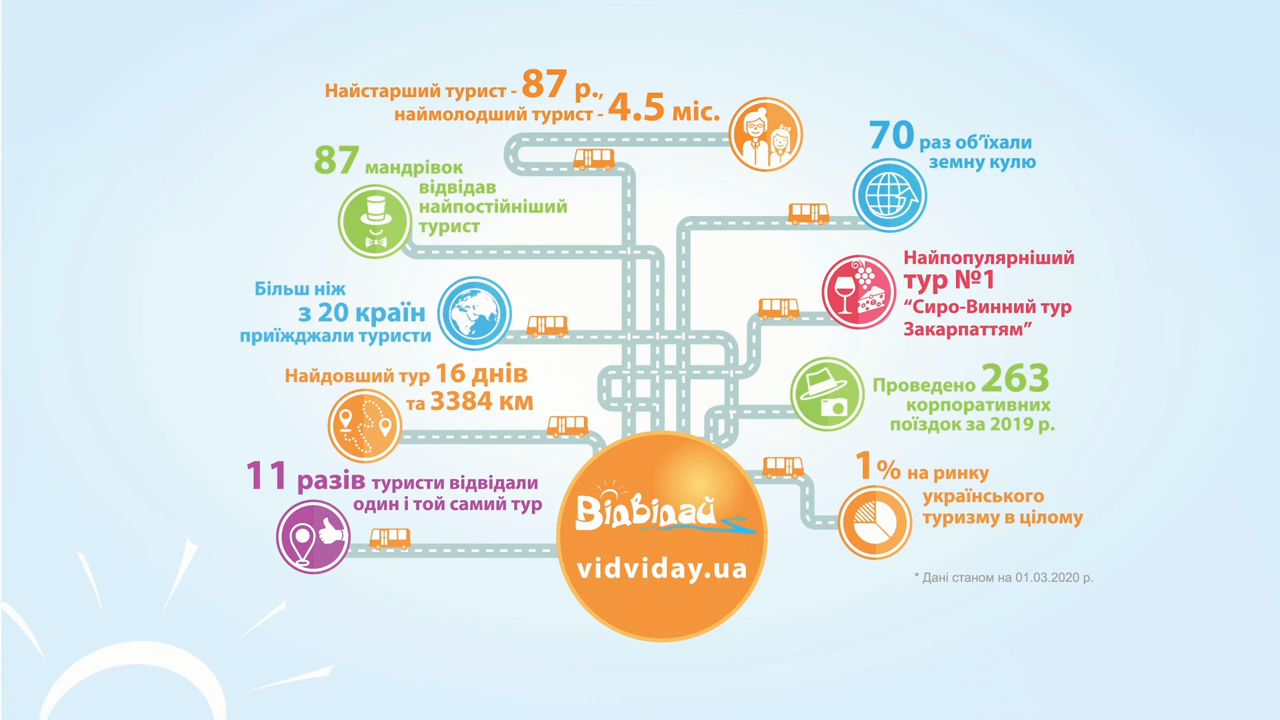 Найстарший турист - 87 р.,
наймолодший турист - 4.5 міс.
87 мандрівок
відвідав
найпостійніший
турист
Більш ніж
з 20 країн
приїжджали туристи
Найдовший тур 16 днів
та 3384 км
11 разів туристи відвідали
один і той самий тур
70 раз об'їхали
земну кулю
Найпопулярніший
тур №1
“Сиро-Винний тур
Закарпаттям”
Проведено 263
корпоративних
поїздок за 2019 р.
1% на ринку
українського
туризму в цілому
Відвідай
vidviday.ua
* Дані станом на 01.03.2020 р.